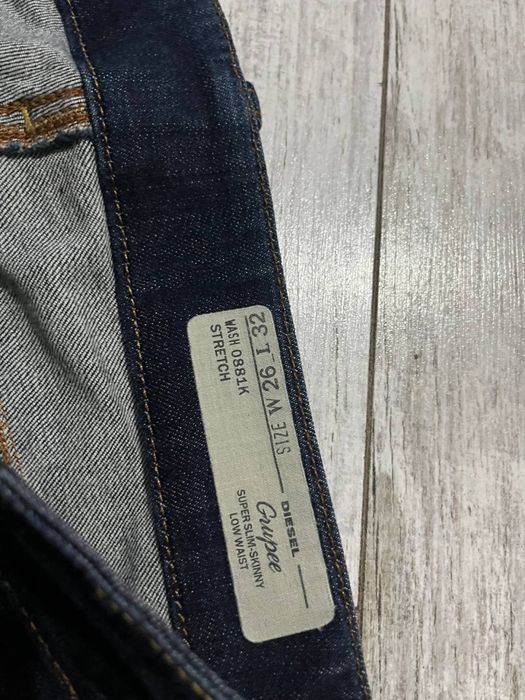 DIESEL
Grupee
SUPER SLIM-SKINNY
LOW WAIST
SIZE W 26 L 32
WASH 0881K
STRETCH